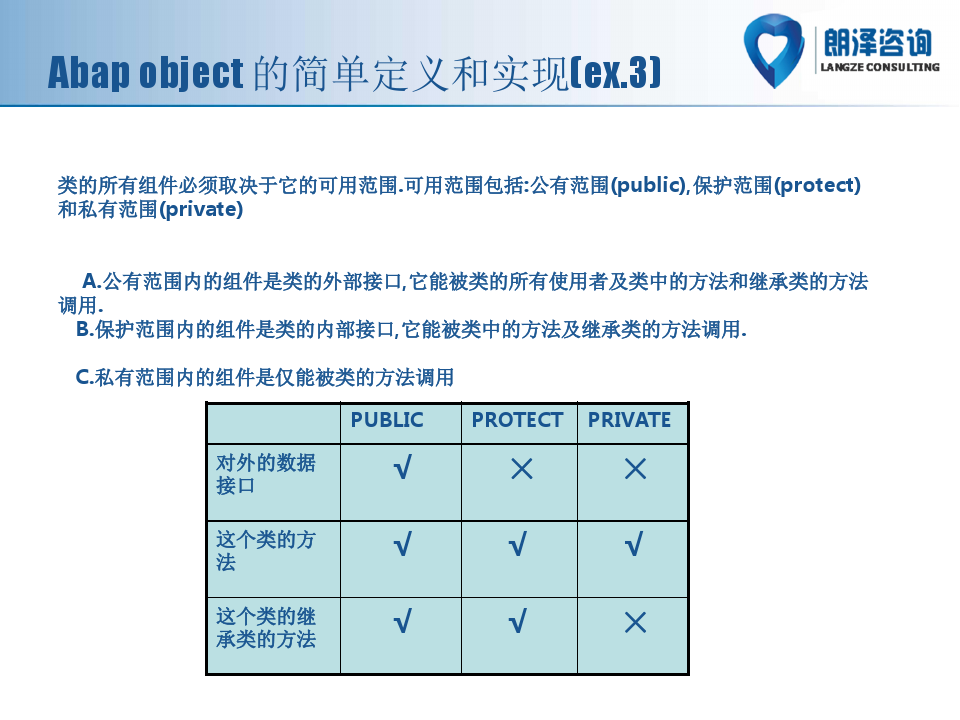 Abap object 的简单定义和实现(ex.3)
朗泽咨询
LANGZE CONSULTING
类的所有组件必须取决于它的可用范围.可用范围包括:公有范围(public),保护范围(protect)
和私有范围(private)
A.公有范围内的组件是类的外部接口,它能被类的所有使用者及类中的方法和继承类的方法
调用.
B.保护范围内的组件是类的内部接口,它能被类中的方法及继承类的方法调用.
C.私有范围内的组件是仅能被类的方法调用
PUBLIC PROTECT PRIVATE
对外的数据
接口 √ × ×
这个类的方
法 √ √ √
这个类的继
承类的方法 √ √ ×